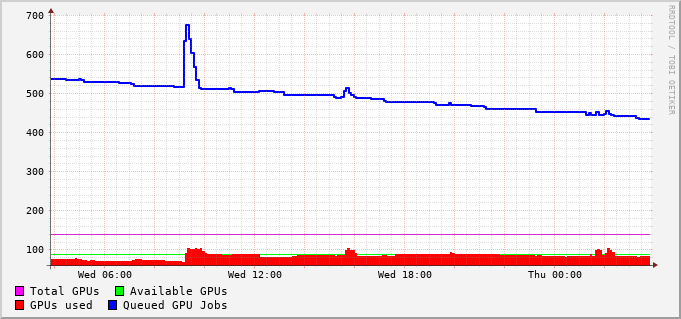 700
600
500
400
300
200
100
Wed 06:00 Wed 12:00 Wed 18:00 Thu 00:00
Total GPUs Available GPUs
GPUs used Queued GPU Jobs
RRDTOOL / TOBI OETIKER